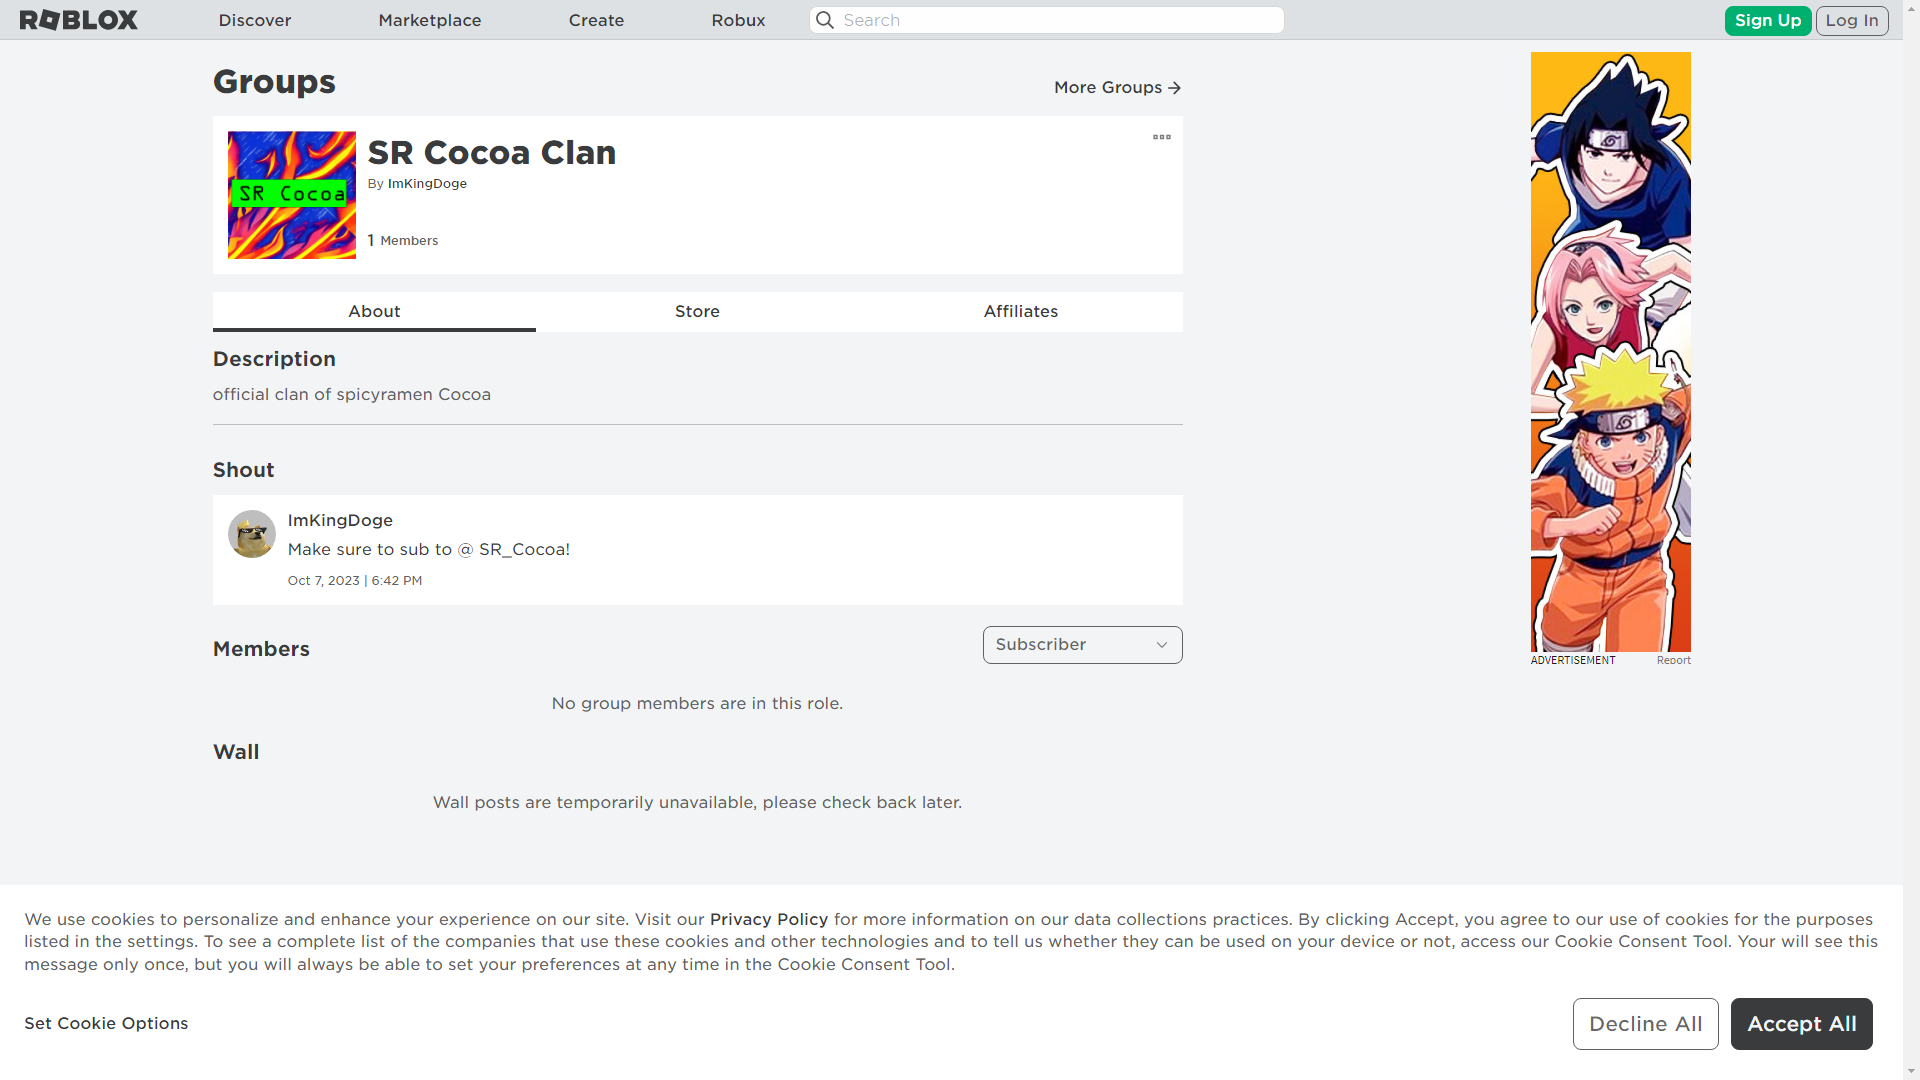 ROBLOX
Discover
Marketplace
Create
Robux
Search
Sign Up
Log In
Groups
More Groups
SR Cocoa
SR Cocoa Clan
By ImKingDoge
1 Members
About
Store
Affiliates
Description
official clan of spicyramen Cocoa
Shout
ImKingDoge
Make sure to sub to @ SR_Cocoa!
Oct 7, 2023 | 6:42 PM
Members
Subscriber
No group members are in this role.
Wall
Wall posts are temporarily unavailable, please check back later.
ADVERTISEMENT
Report
We use cookies to personalize and enhance your experience on our site. Visit our Privacy Policy for more information on our data collections practices. By clicking Accept, you agree to our use of cookies for the purposes
listed in the settings. To see a complete list of the companies that use these cookies and other technologies and to tell us whether they can be used on your device or not, access our Cookie Consent Tool. Your will see this
message only once, but you will always be able to set your preferences at any time in the Cookie Consent Tool.
Set Cookie Options
Decline All
Accept All